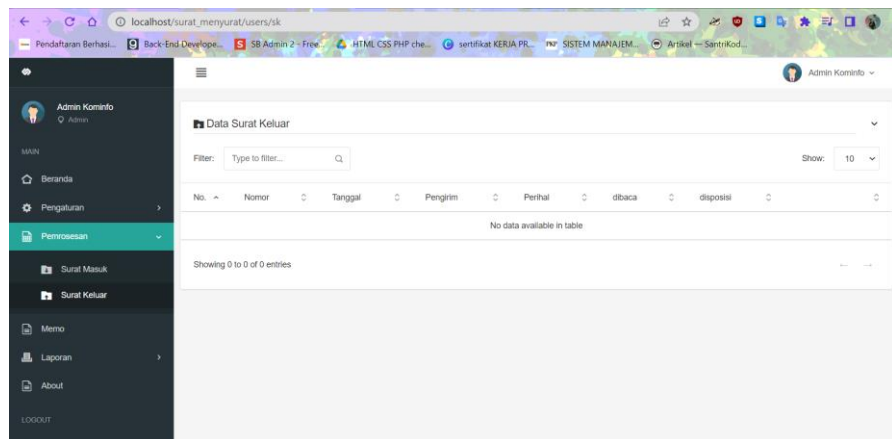 localhost/surat_menyurat/users/sk
Pendaftaran Berhasi... Back-End Develope... SB Admin 2 - Free... HTML CSS PHP che... sertifikat KERJA PR... SISTEM MANAJEM... Artikel — SantriKod...
Admin Kominfo
Admin Kominfo
Admin
Data Surat Keluar
MAIN
Filter: Type to filter... Show: 10
Beranda
No. Nomor Tanggal Pengirim Perihal dibaca disposisi
Pengaturan
No data available in table
Pemrosesan
Showing 0 to 0 of 0 entries
Surat Masuk
Surat Keluar
Memo
Laporan
About
LOGOUT